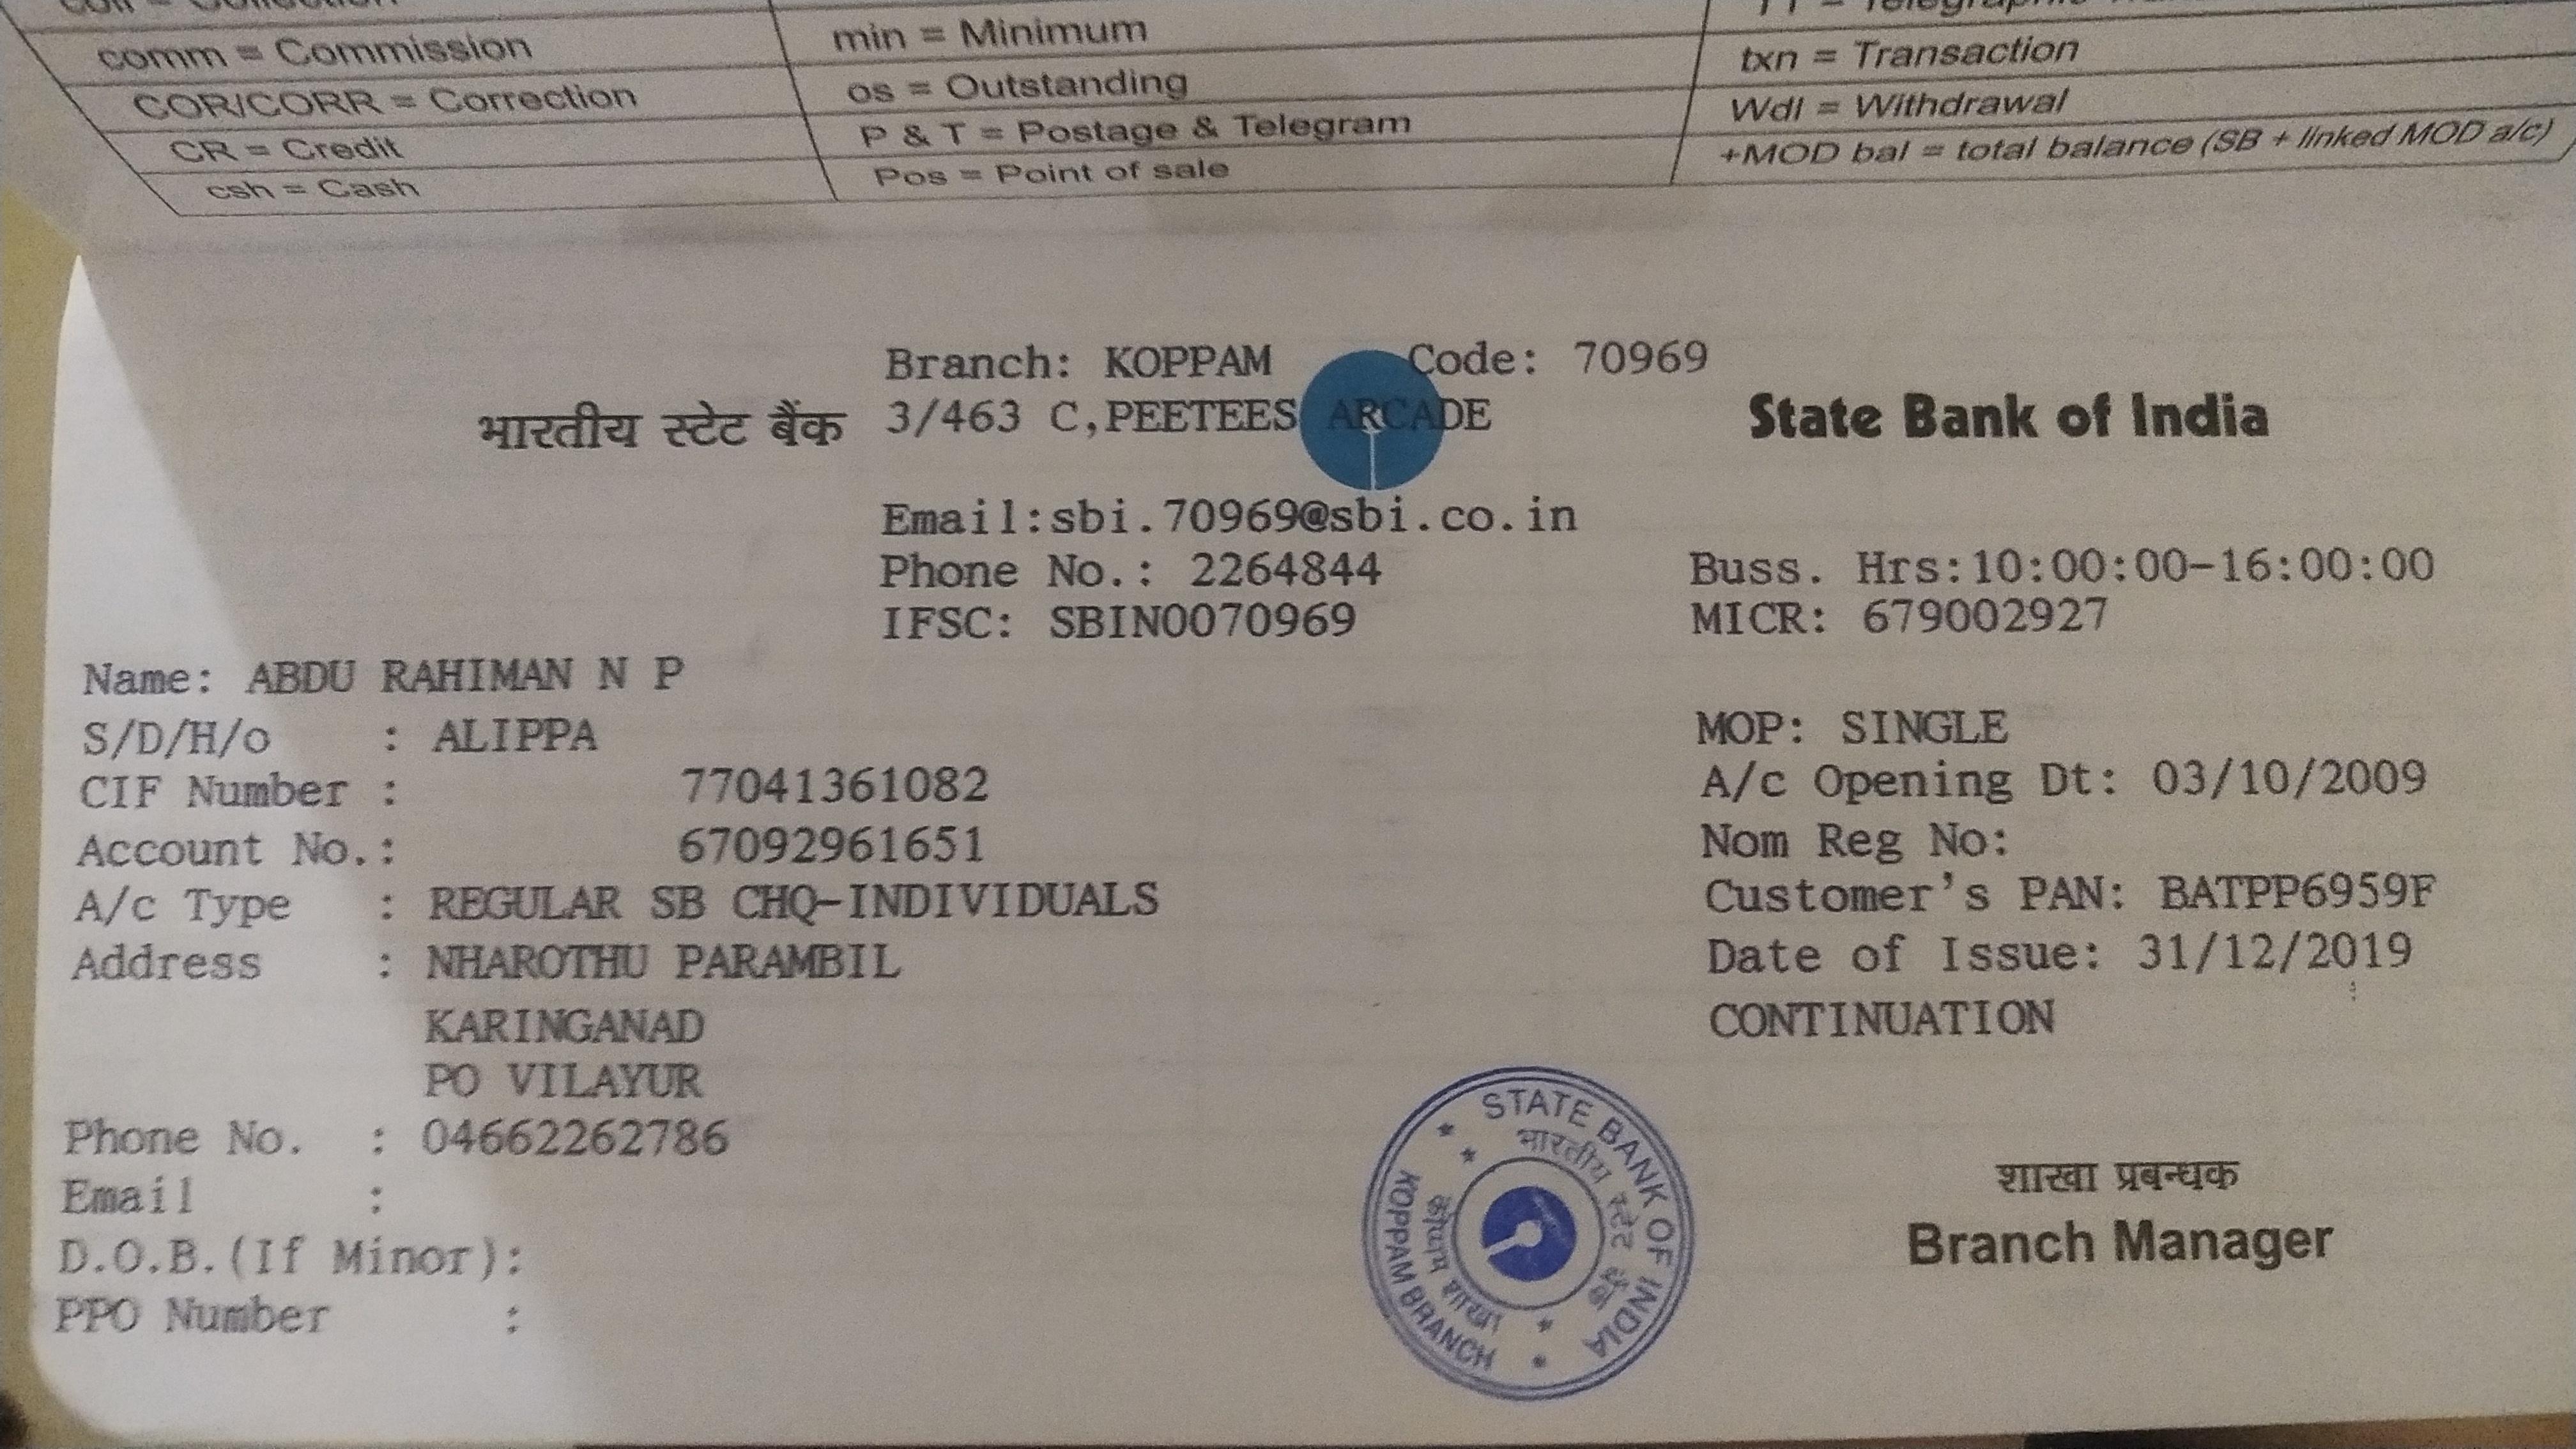 coll = Collection
comm = Commission min = Minimum txn = Transaction
COR/CORR = Correction os = Outstanding Wdl = Withdrawal
CR = Credit P & T = Postage & Telegram +MOD bal = total balance (SB + linked MOD a/c)
csh = Cash Pos = Point of sale
Branch: KOPPAM Code: 70969
भारतीय स्टेट बैंक 3/463 C,PEETEES ARCADE State Bank of India
Email:sbi.70969@sbi.co.in
Phone No.: 2264844 Buss. Hrs:10:00:00-16:00:00
IFSC: SBIN0070969 MICR: 679002927
Name: ABDU RAHIMAN N P
S/D/H/o : ALIPPA MOP: SINGLE
CIF Number : 77041361082 A/c Opening Dt: 03/10/2009
Account No.: 67092961651 Nom Reg No:
A/c Type : REGULAR SB CHQ-INDIVIDUALS Customer's PAN: BATPP6959F
Address : NHAROTHU PARAMBIL Date of Issue: 31/12/2019
KARINGANAD CONTINUATION
PO VILAYUR
Phone No. : 04662262786
Email :
D.O.B.(If Minor):
PPO Number :
STATE BANK OF INDIA
भारतीय स्टेट बैंक
कोप्पम शाखा
KOPPAM BRANCH
शाखा प्रबन्धक
Branch Manager